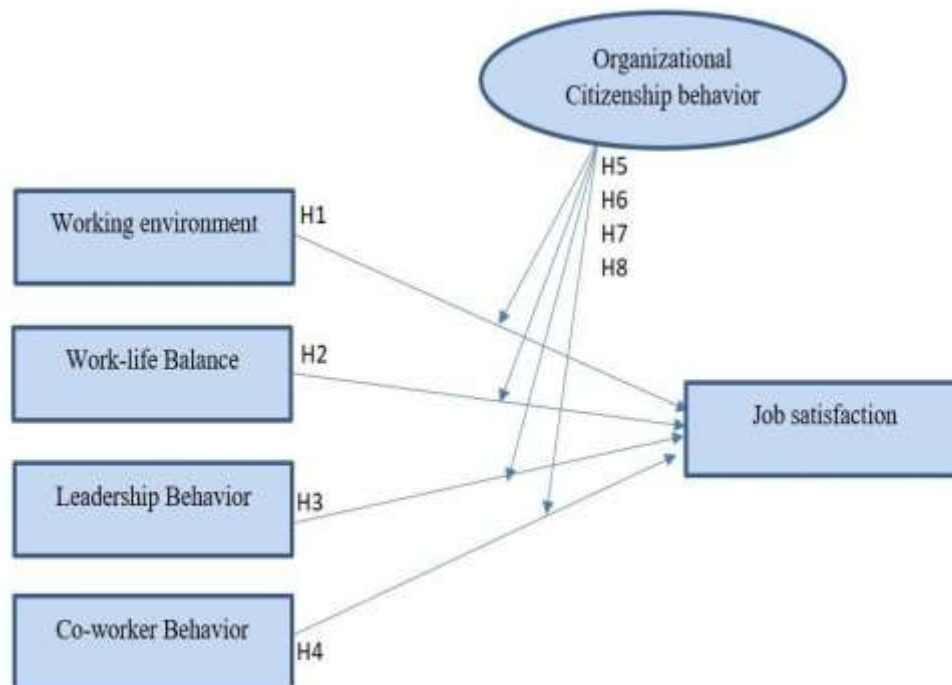 Organizational
Citizenship behavior
H5
H6
H7
H8
Working environment
H1
Work-life Balance
H2
Job satisfaction
Leadership Behavior
H3
Co-worker Behavior
H4